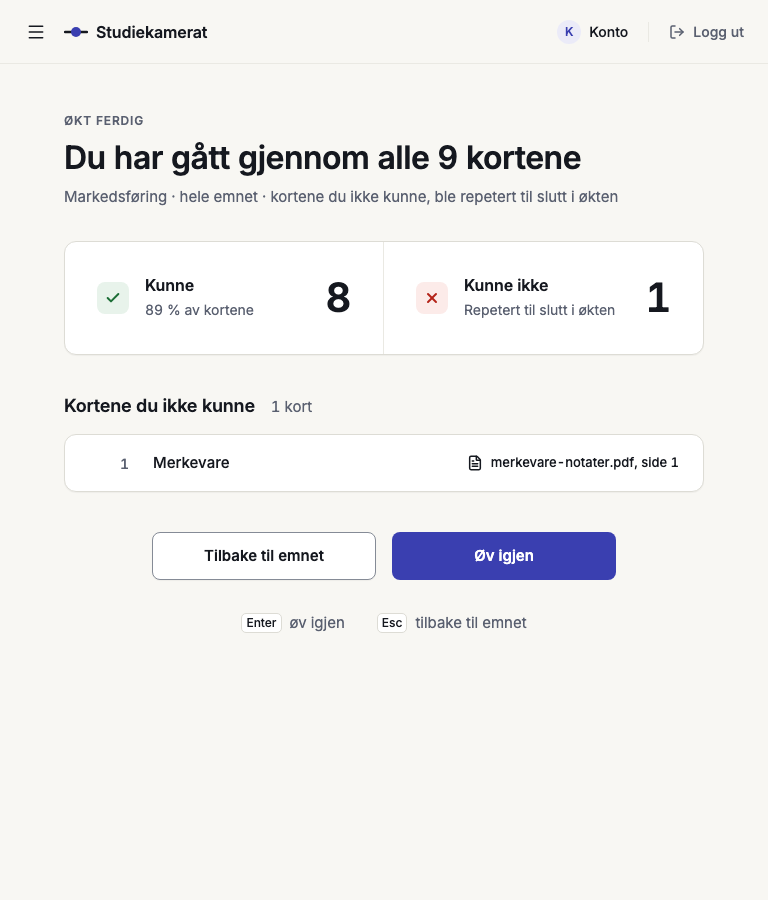 Studiekamerat
K Konto
Logg ut
ØKT FERDIG
Du har gått gjennom alle 9 kortene
Markedsføring · hele emnet · kortene du ikke kunne, ble repetert til slutt i økten
Kunne
89 % av kortene
8
Kunne ikke
Repetert til slutt i økten
1
Kortene du ikke kunne 1 kort
1 Merkevare merkevare-notater.pdf, side 1
Tilbake til emnet
Øv igjen
Enter øv igjen Esc tilbake til emnet